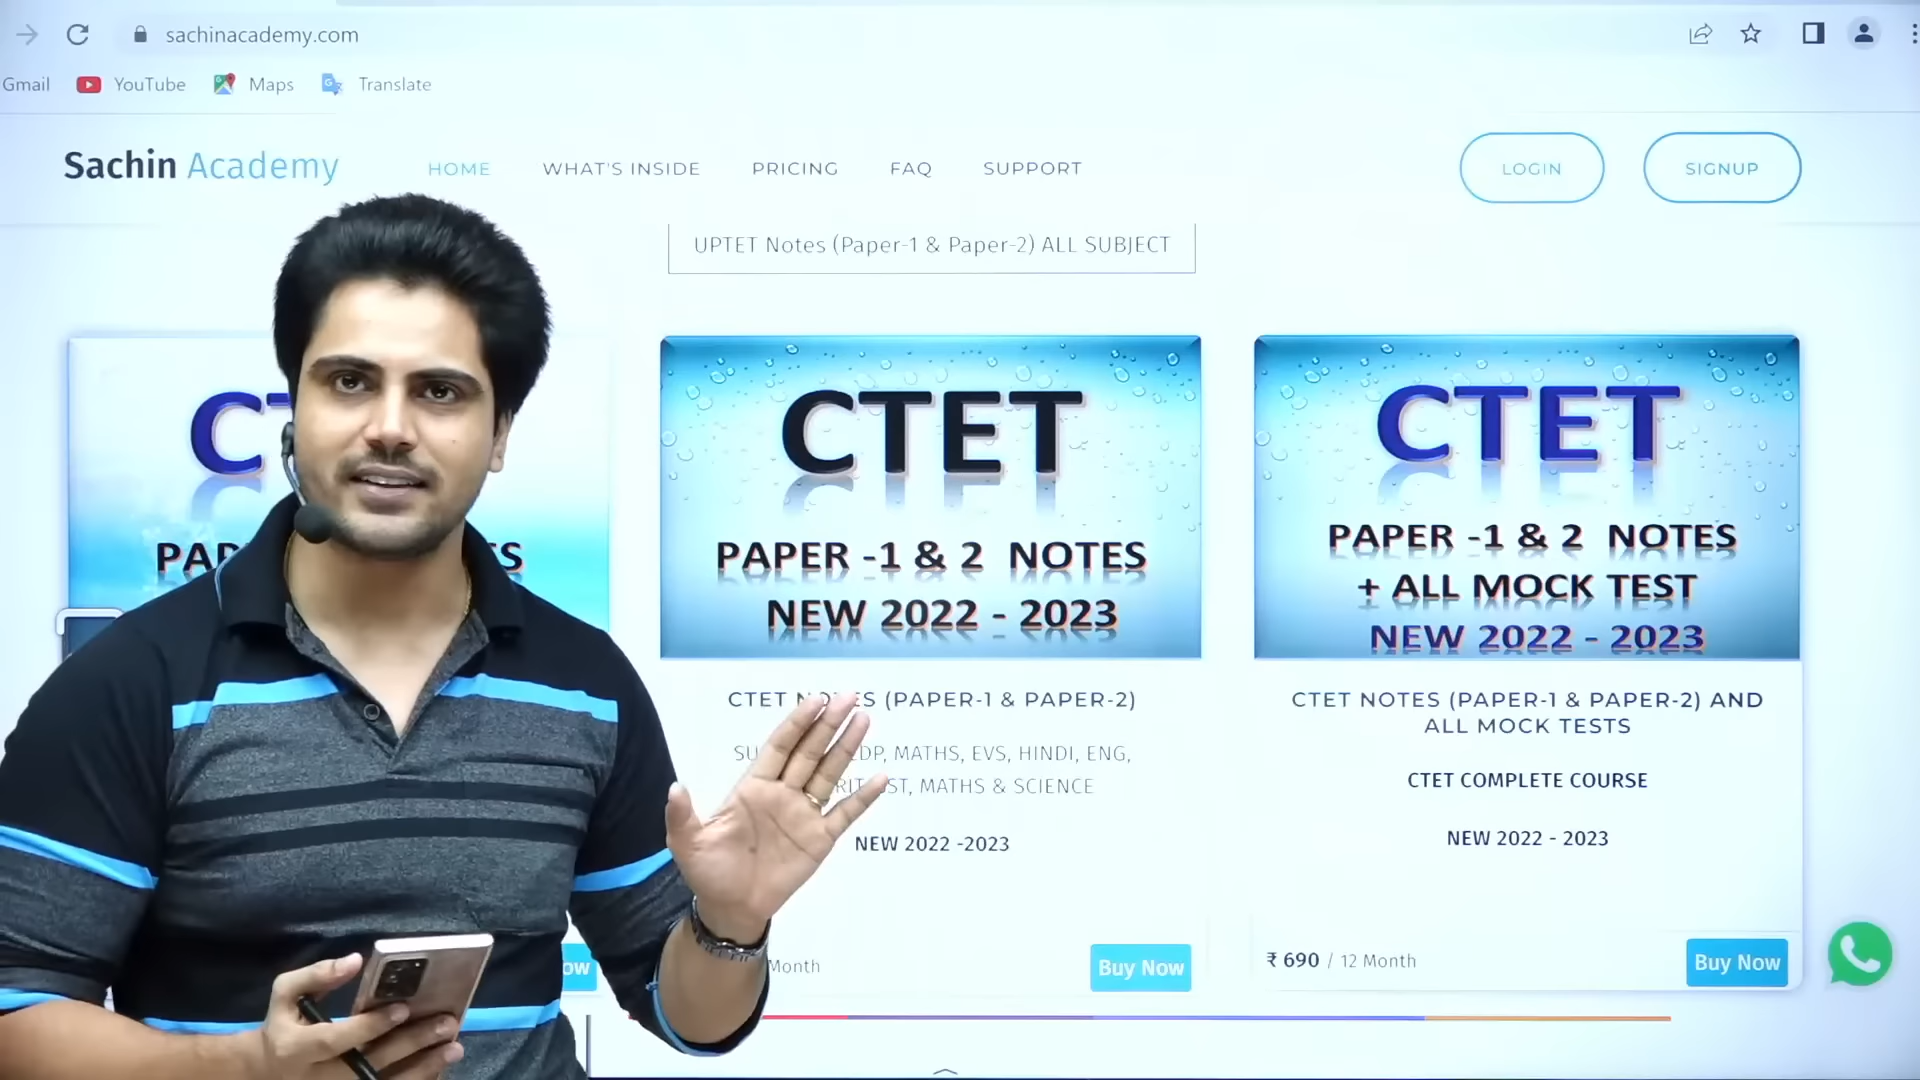 sachinacademy.com
Gmail YouTube Maps Translate
Sachin Academy HOME WHAT'S INSIDE PRICING FAQ SUPPORT LOGIN SIGNUP
UPTET Notes (Paper-1 & Paper-2) ALL SUBJECT
CTET
PAPER -1 & 2 NOTES
NEW 2022 - 2023
CTET NOTES (PAPER-1 & PAPER-2)
MATHS, EVS, HINDI, ENG,
MATHS & SCIENCE
NEW 2022 -2023
Month Buy Now
CTET
PAPER -1 & 2 NOTES
+ ALL MOCK TEST
NEW 2022 - 2023
CTET NOTES (PAPER-1 & PAPER-2) AND
ALL MOCK TESTS
CTET COMPLETE COURSE
NEW 2022 - 2023
₹ 690 / 12 Month Buy Now